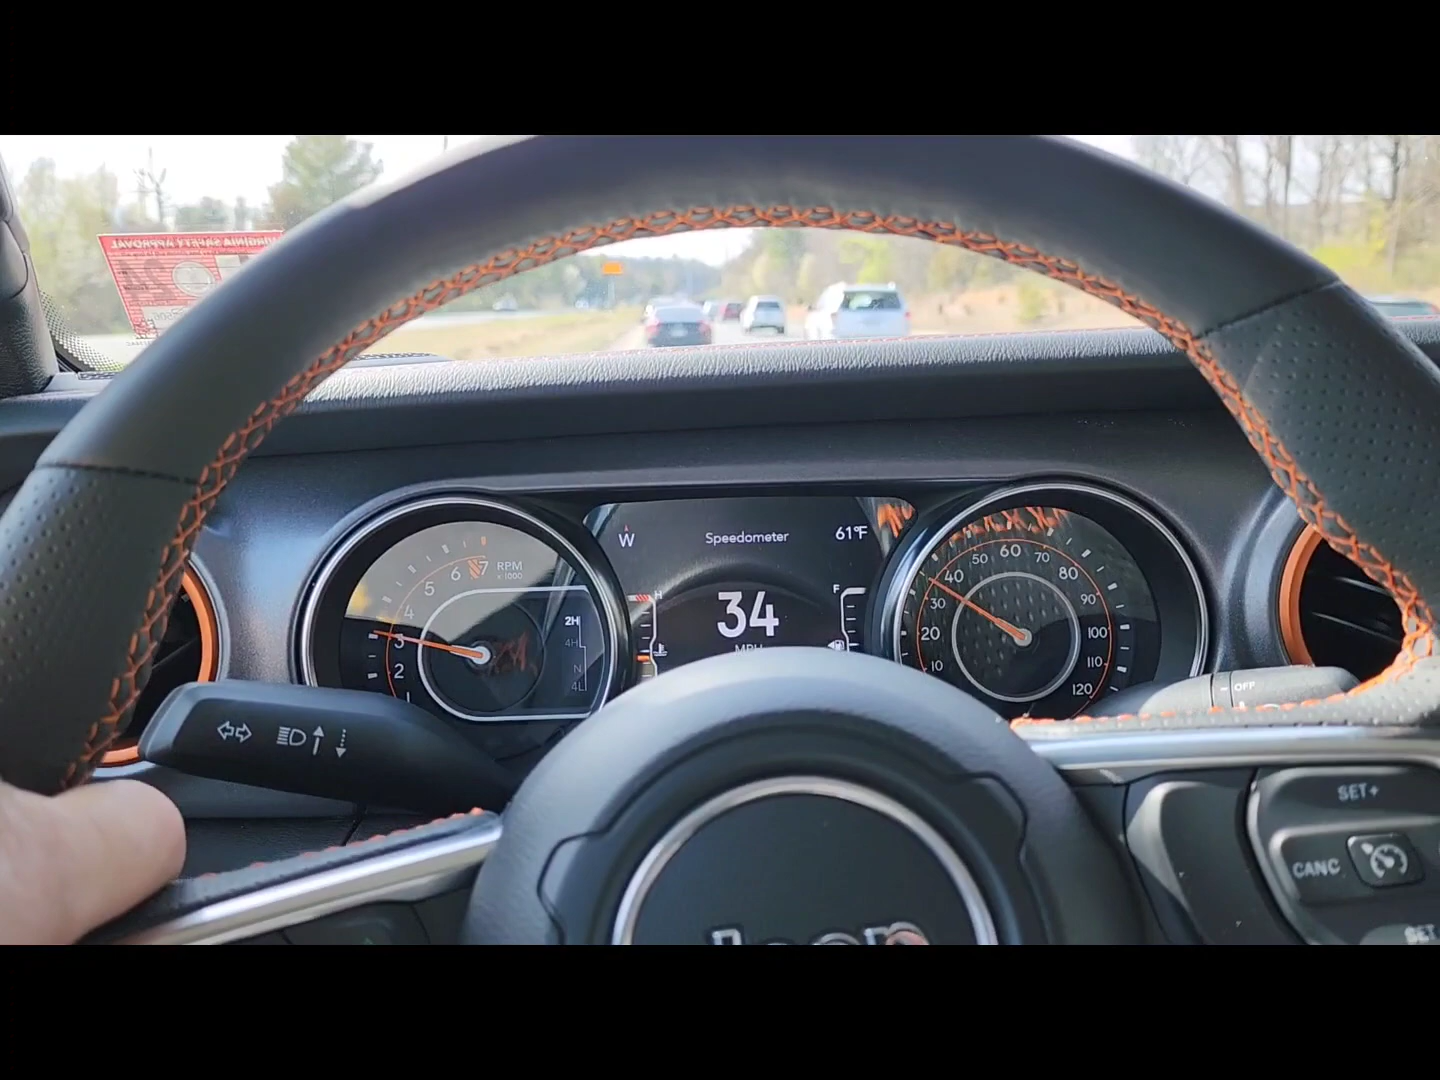 VIRGINIA SAFETY APPROVAL
W
Speedometer
61°F
34
MPH
H
F
1
2
3
4
5
6
7
RPM
x 1000
2H
4H
N
4L
10
20
30
40
50
60
70
80
90
100
110
120
OFF
SET+
CANC
SET
Jeep